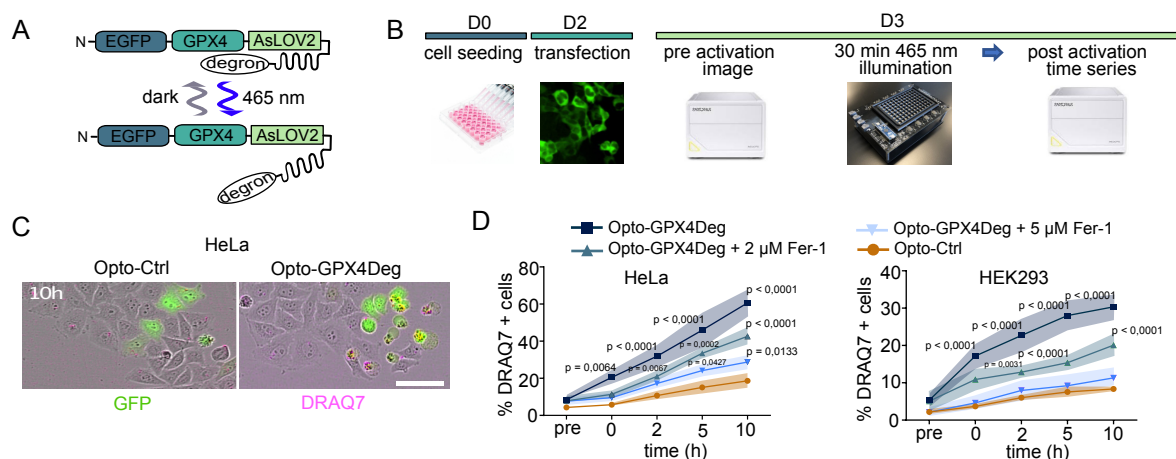 A
N
EGFP
GPX4
AsLOV2
degron
dark
465 nm
N
EGFP
GPX4
AsLOV2
degron
B
D0
D2
D3
cell seeding
transfection
pre activation
image
30 min 465 nm
illumination
post activation
time series
C
HeLa
Opto-Ctrl
Opto-GPX4Deg
10h
GFP
DRAQ7
D
Opto-GPX4Deg
Opto-GPX4Deg + 2 µM Fer-1
Opto-GPX4Deg + 5 µM Fer-1
Opto-Ctrl
HeLa
% DRAQ7 + cells
80
60
40
20
0
p = 0,0064
p < 0,0001
p < 0,0001
p < 0,0001
p = 0,0067
p = 0,0002
p < 0,0001
p = 0,0427
p = 0,0133
pre
0
2
5
10
time (h)
HEK293
% DRAQ7 + cells
40
30
20
10
0
p < 0,0001
p < 0,0001
p < 0,0001
p < 0,0001
p = 0,0031
p < 0,0001
p < 0,0001
pre
0
2
5
10
time (h)